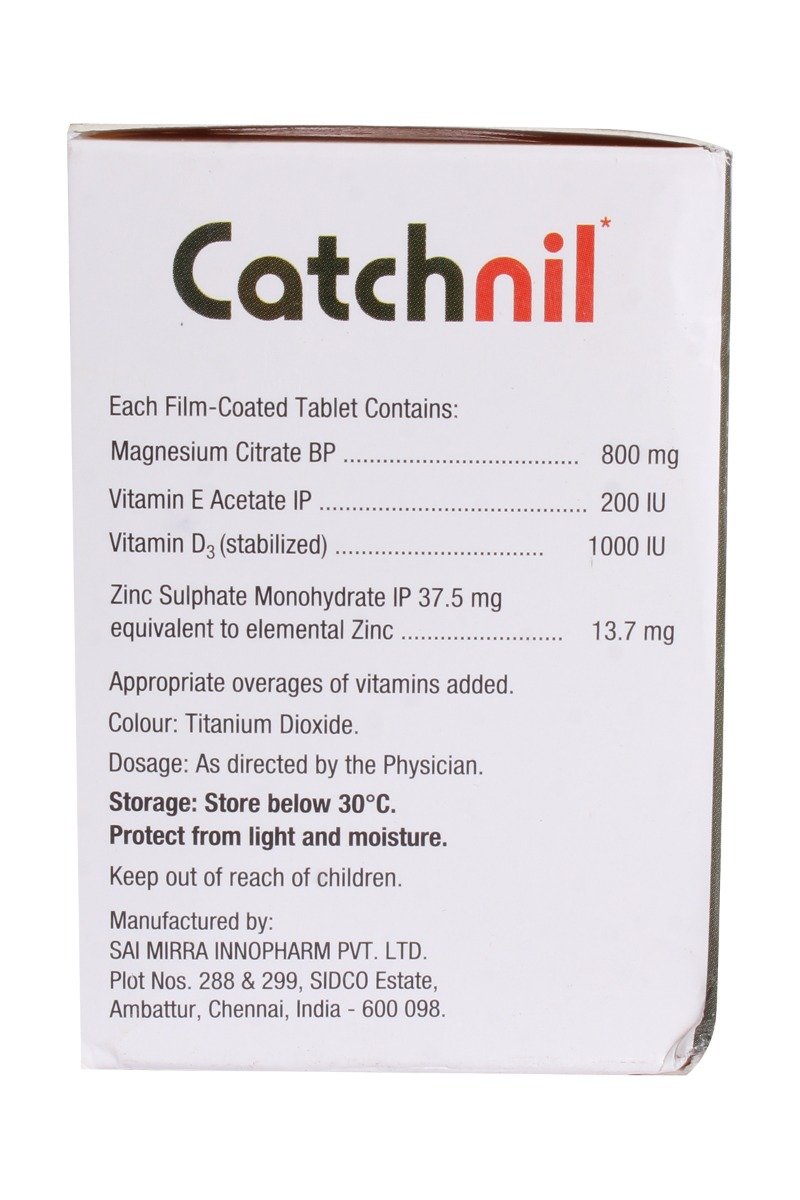 Catchnil*
Each Film-Coated Tablet Contains:
Magnesium Citrate BP .................................... 800 mg
Vitamin E Acetate IP ......................................... 200 IU
Vitamin D3 (stabilized) ................................ 1000 IU
Zinc Sulphate Monohydrate IP 37.5 mg
equivalent to elemental Zinc ......................... 13.7 mg
Appropriate overages of vitamins added.
Colour: Titanium Dioxide.
Dosage: As directed by the Physician.
Storage: Store below 30°C.
Protect from light and moisture.
Keep out of reach of children.
Manufactured by:
SAI MIRRA INNOPHARM PVT. LTD.
Plot Nos. 288 & 299, SIDCO Estate,
Ambattur, Chennai, India - 600 098.